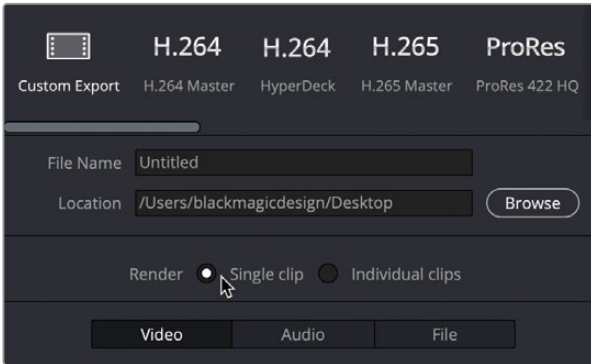 H.264 H.264 H.265 ProRes
Custom Export H.264 Master HyperDeck H.265 Master ProRes 422 HQ
File Name Untitled
Location /Users/blackmagicdesign/Desktop Browse
Render Single clip Individual clips
Video Audio File